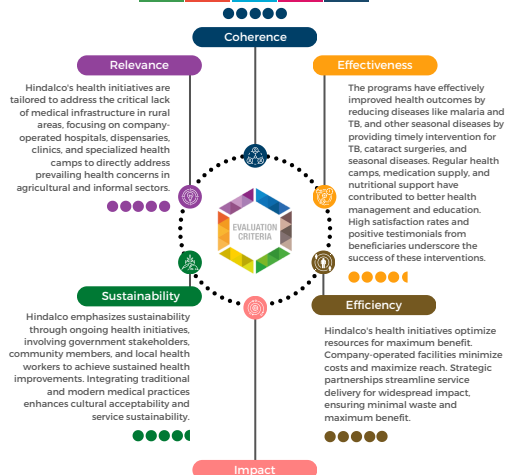 Coherence
Relevance
Hindalco's health initiatives are
tailored to address the critical lack
of medical infrastructure in rural
areas, focusing on company-
operated hospitals, dispensaries,
clinics, and specialized health
camps to directly address
prevailing health concerns in
agricultural and informal sectors.
Effectiveness
The programs have effectively
improved health outcomes by
reducing diseases like malaria and
TB, and other seasonal diseases by
providing timely intervention for
TB, cataract surgeries, and
seasonal diseases. Regular health
camps, medication supply, and
nutritional support have
contributed to better health
management and education.
High satisfaction rates and
positive testimonials from
beneficiaries underscore the
success of these interventions.
EVALUATION
CRITERIA
Sustainability
Hindalco emphasizes sustainability
through ongoing health initiatives,
involving government stakeholders,
community members, and local health
workers to achieve sustained health
improvements. Integrating traditional
and modern medical practices
enhances cultural acceptability and
service sustainability.
Efficiency
Hindalco's health initiatives optimize
resources for maximum benefit.
Company-operated facilities minimize
costs and maximize reach. Strategic
partnerships streamline service
delivery for widespread impact,
ensuring minimal waste and
maximum benefit.
Impact